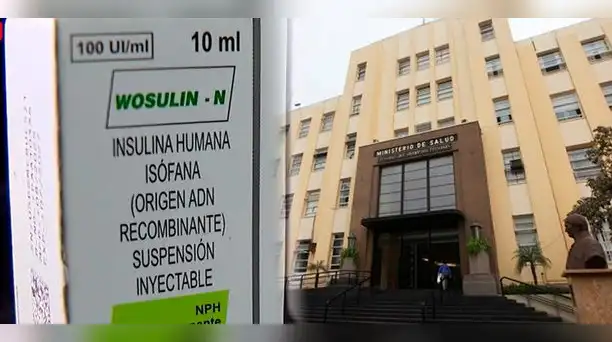 100 UI/ml
10 ml
WOSULIN - N
INSULINA HUMANA
ISÓFANA
(ORIGEN ADN
RECOMBINANTE)
SUSPENSIÓN
INYECTABLE
NPH
MINISTERIO DE SALUD